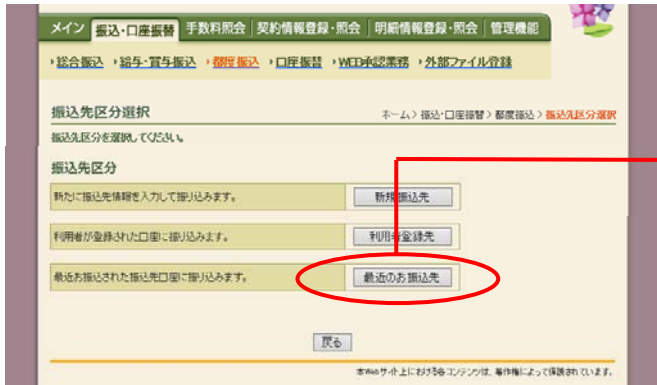 メイン 振込・口座振替 手数料照会 契約情報登録・照会 明細情報登録・照会 管理機能
総合振込 給与・賞与振込 都度振込 口座振替 WEB承認業務 外部ファイル登録
振込先区分選択 ホーム > 振込・口座振替 > 都度振込 > 振込先区分選択
振込先区分を選択してください。
振込先区分
新たに振込先情報を入力して振り込みます。 新規振込先
利用者が登録された口座に振り込みます。 利用者登録先
最近お振込された振込先口座に振り込みます。 最近のお振込先
戻る
本Webサイト上における各コンテンツは、著作権によって保護されています。